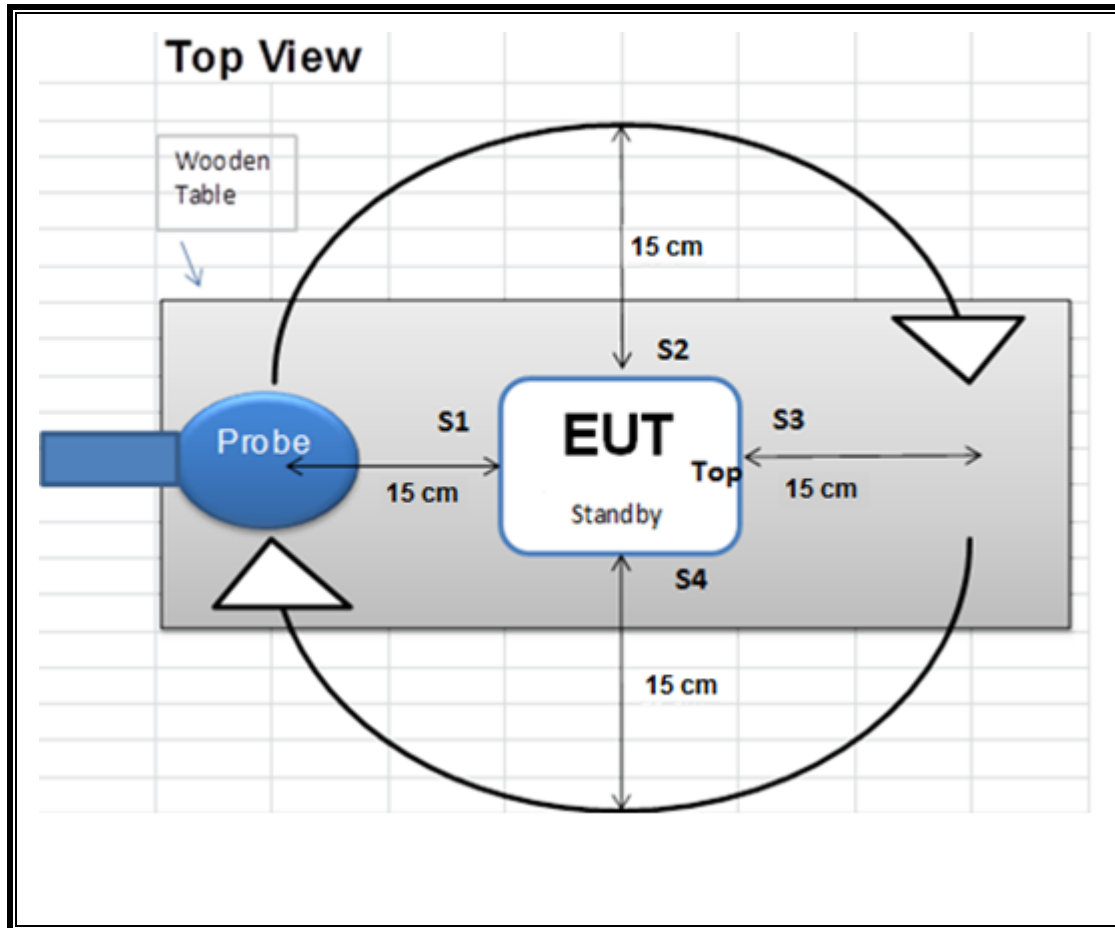 Top View
Wooden
Table
15 cm
S2
S1
EUT
S3
Probe
Top
15 cm
15 cm
Standby
S4
15 cm